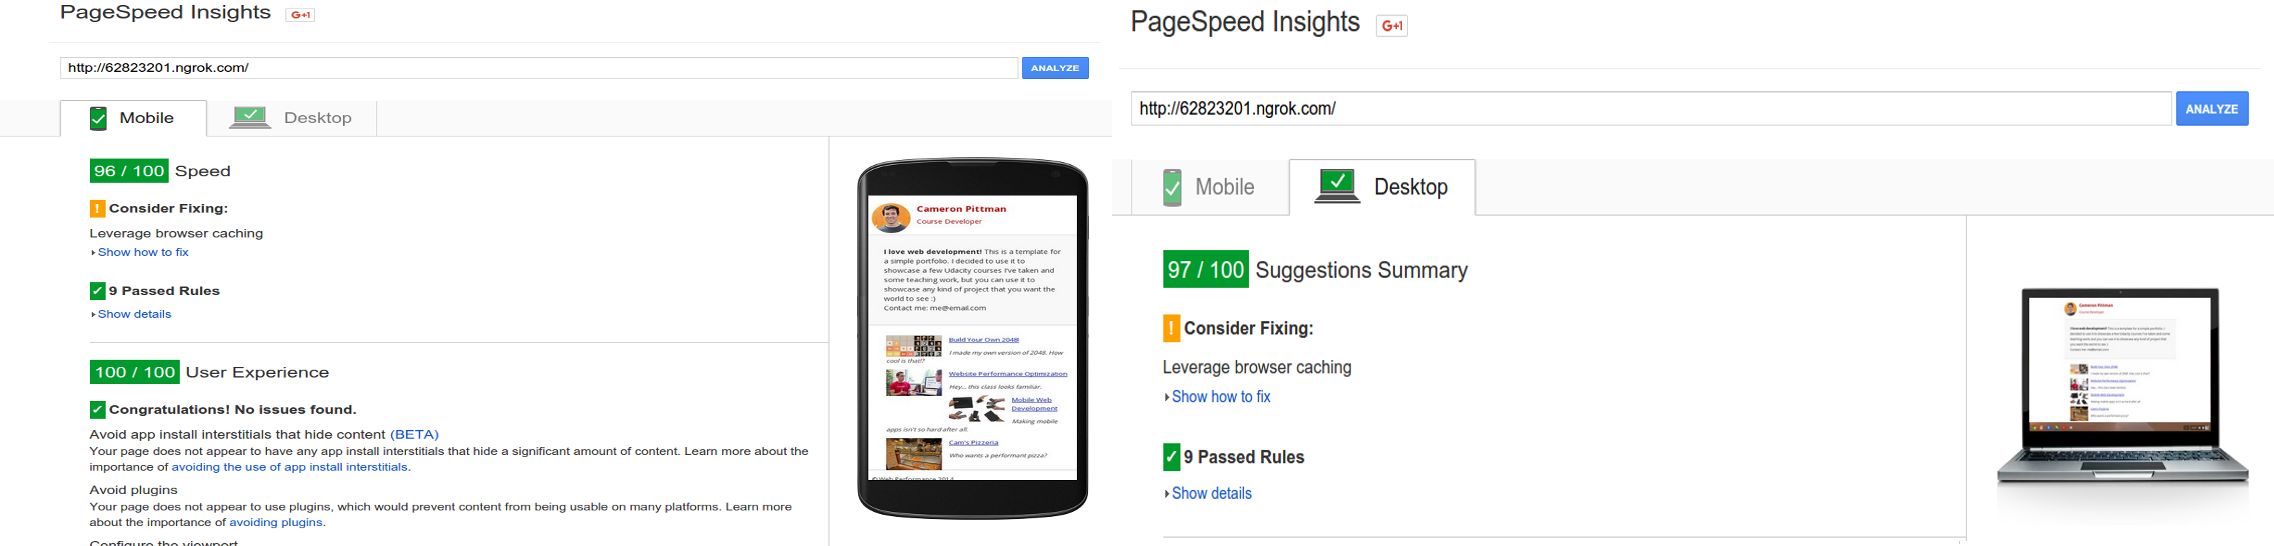 PageSpeed Insights G+1
http://62823201.ngrok.com/ ANALYZE
Mobile Desktop
96 / 100 Speed
! Consider Fixing:
Leverage browser caching
Show how to fix
9 Passed Rules
Show details
100 / 100 User Experience
Congratulations! No issues found.
Avoid app install interstitials that hide content (BETA)
Your page does not appear to have any app install interstitials that hide a significant amount of content. Learn more about the
importance of avoiding the use of app install interstitials.
Avoid plugins
Your page does not appear to use plugins, which would prevent content from being usable on many platforms. Learn more
about the importance of avoiding plugins.
Configure the viewport
Cameron Pittman
Course Developer
I love web development! This is a template for
a simple portfolio. I decided to use it to
showcase a few Udacity courses I've taken and
some teaching work, but you can use it to
showcase any kind of project that you want the
world to see :)
Contact me: me@email.com
Build Your Own 2048!
I made my own version of 2048. How
cool is that!?
Website Performance Optimization
Hey... this class looks familiar.
Mobile Web
Development
Making mobile
apps isn't so hard after all.
Cam's Pizzeria
Who wants a performant pizza?
© Web Performance 2014
PageSpeed Insights G+1
http://62823201.ngrok.com/ ANALYZE
Mobile Desktop
97 / 100 Suggestions Summary
! Consider Fixing:
Leverage browser caching
Show how to fix
9 Passed Rules
Show details
Cameron Pittman
Course Developer